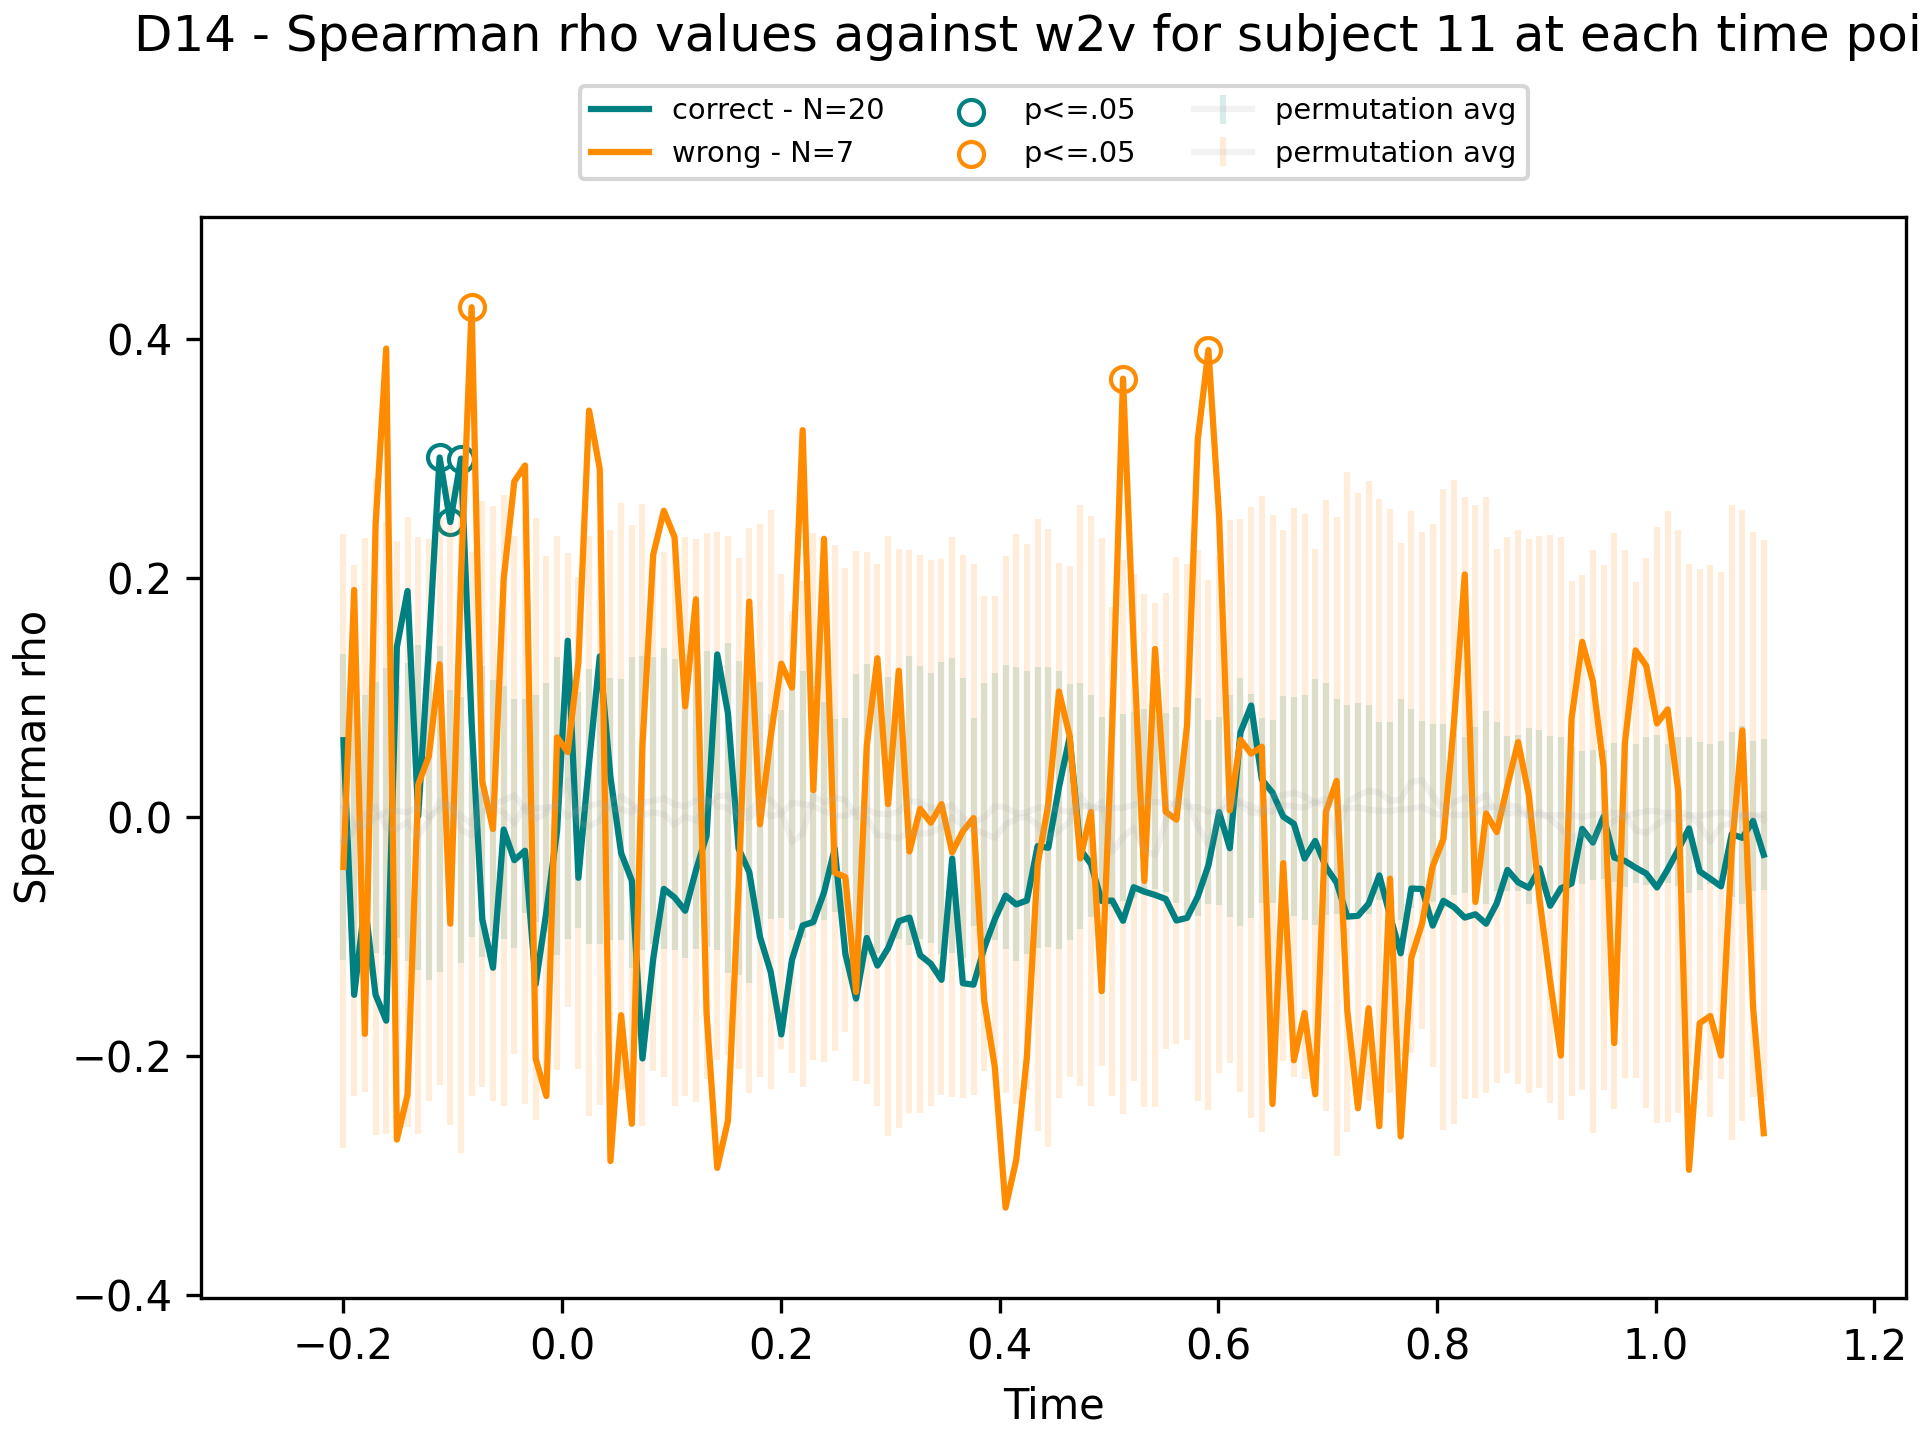 D14 - Spearman rho values against w2v for subject 11 at each time poi
correct - N=20
wrong - N=7
p<=.05
p<=.05
permutation avg
permutation avg
Spearman rho
0.4
0.2
0.0
−0.2
−0.4
−0.2 0.0 0.2 0.4 0.6 0.8 1.0 1.2
Time